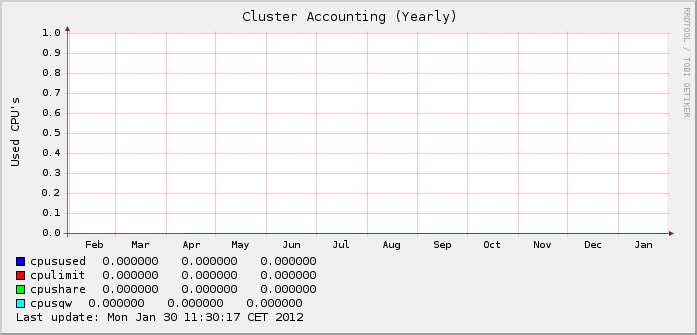 Cluster Accounting (Yearly)
RRDTOOL / TOBI OETIKER
Used CPU's
1.0
0.9
0.8
0.7
0.6
0.5
0.4
0.3
0.2
0.1
0.0
Feb Mar Apr May Jun Jul Aug Sep Oct Nov Dec Jan
cpusused 0.000000 0.000000 0.000000
cpulimit 0.000000 0.000000 0.000000
cpushare 0.000000 0.000000 0.000000
cpusqw 0.000000 0.000000 0.000000
Last update: Mon Jan 30 11:30:17 CET 2012